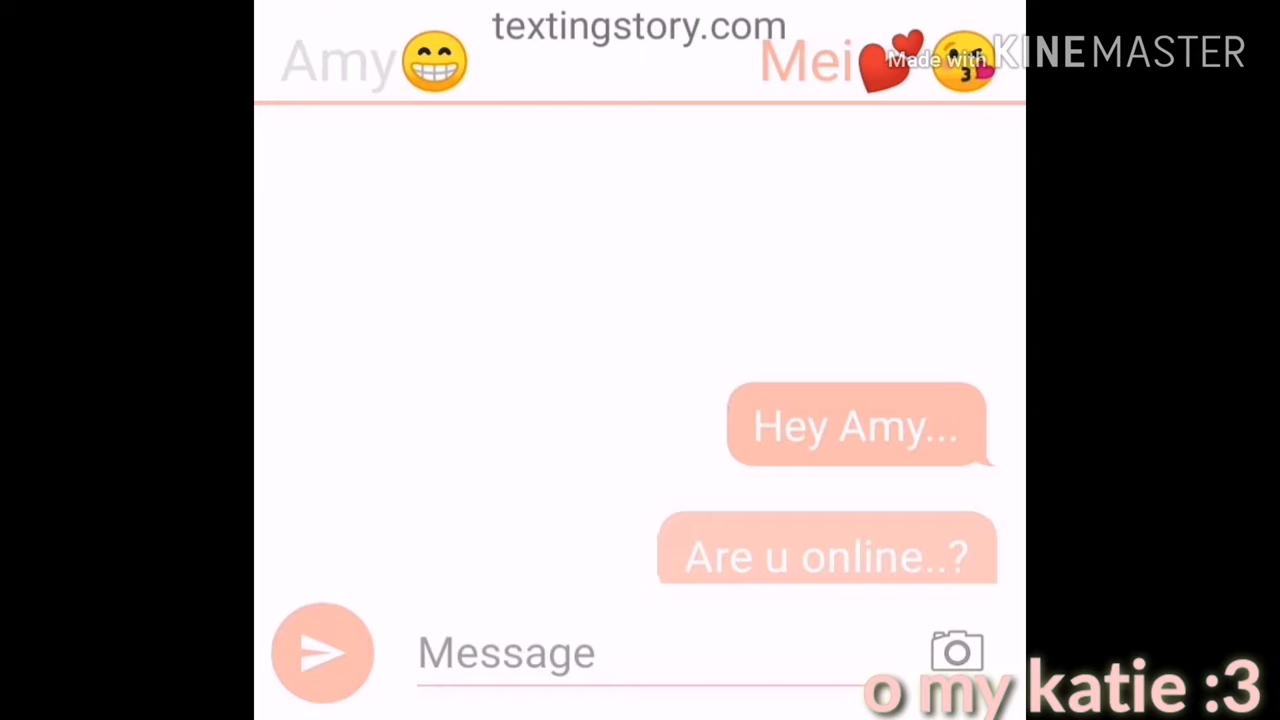 textingstory.com
Amy😁 Mei💕😘
Made with KINEMASTER
Hey Amy...
Are u online..?
Message
o my katie :3